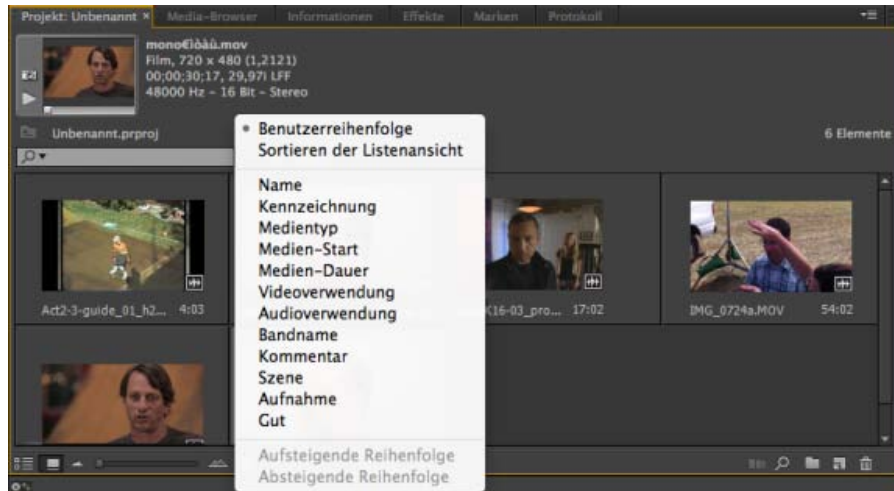 Projekt: Unbenannt × Media-Browser Informationen Effekte Marken Protokoll
mono€ìòàû.mov
Film, 720 x 480 (1,2121)
00;00;30;17, 29,97i LFF
48000 Hz – 16 Bit – Stereo
Unbenannt.prproj
6 Elemente
Benutzerreihenfolge
Sortieren der Listenansicht
Name
Kennzeichnung
Medientyp
Medien-Start
Medien-Dauer
Videoverwendung
Audioverwendung
Bandname
Kommentar
Szene
Aufnahme
Gut
Aufsteigende Reihenfolge
Absteigende Reihenfolge
Act2-3-guide_01_h2... 4:03
16-03_pro... 17:02
IMG_0724a.MOV 54:02